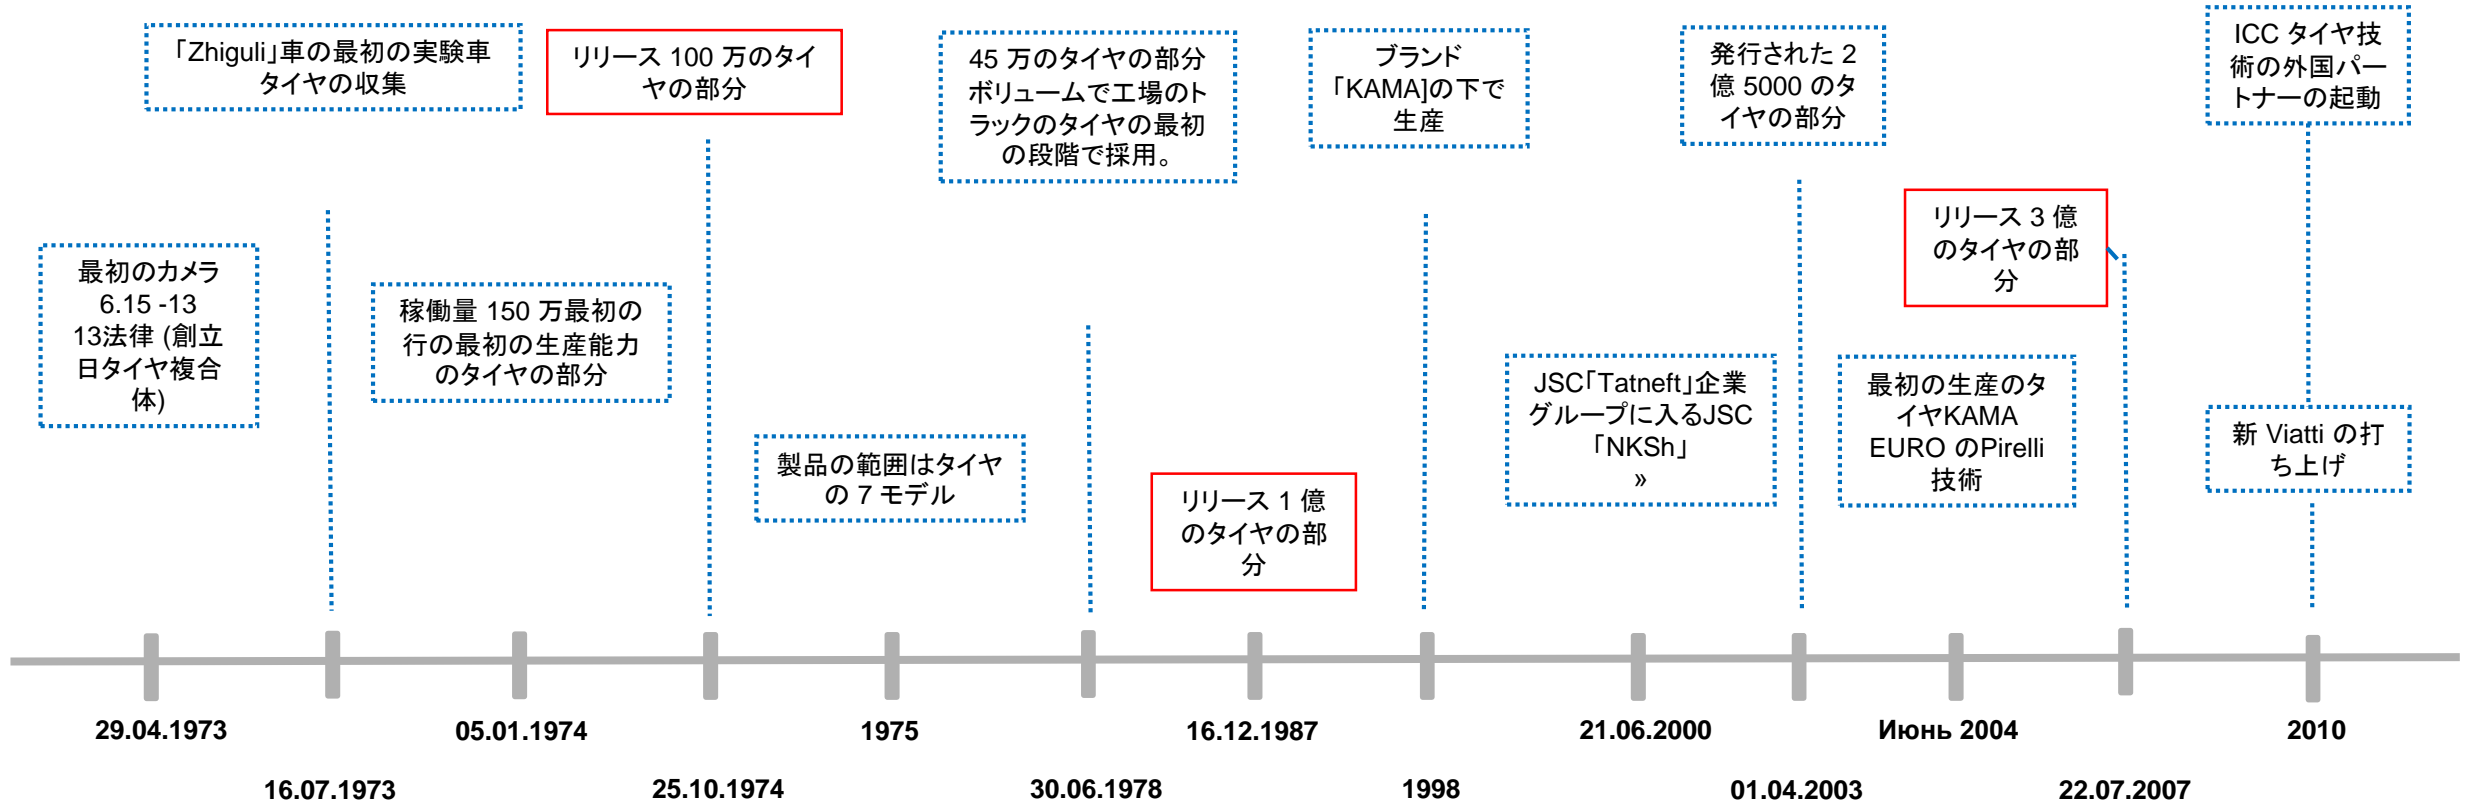 「Zhiguli」車の最初の実験車
タイヤの収集
リリース 100 万のタイ
ヤの部分
45 万のタイヤの部分
ボリュームで工場のト
ラックのタイヤの最初
の段階で採用。
ブランド
「KAMA]の下で
生産
発行された 2
億 5000 のタ
イヤの部分
ICC タイヤ技
術の外国パー
トナーの起動
最初のカメラ
6.15 -13
13法律 (創立
日タイヤ複合
体)
稼働量 150 万最初の
行の最初の生産能力
のタイヤの部分
製品の範囲はタイヤ
の 7 モデル
リリース 1 億
のタイヤの部
分
JSC「Tatneft」企業
グループに入るJSC
「NKSh」
»
リリース 3 億
のタイヤの部
分
最初の生産のタ
イヤKAMA
EURO のPirelli
技術
新 Viatti の打
ち上げ
29.04.1973
16.07.1973
05.01.1974
25.10.1974
1975
30.06.1978
16.12.1987
1998
21.06.2000
01.04.2003
Июнь 2004
22.07.2007
2010